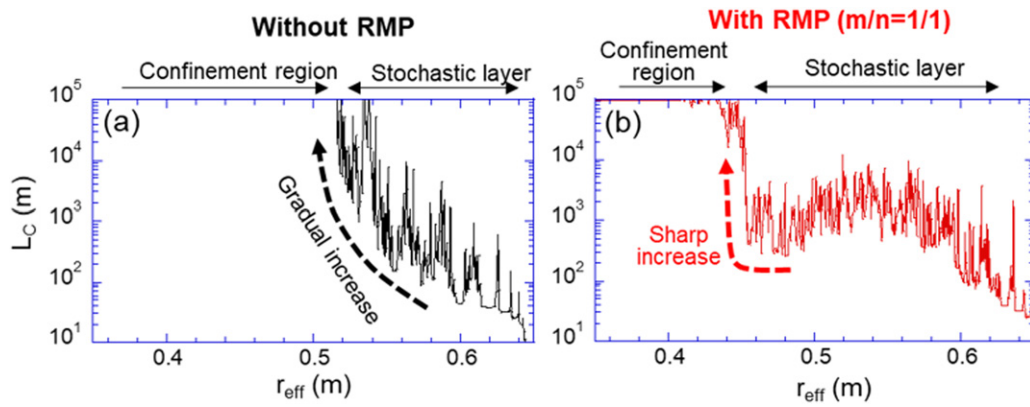 Without RMP
Confinement region
Stochastic layer
(a)
Gradual increase
10^5
10^4
10^3
10^2
10^1
L_C (m)
0.4
0.5
0.6
r_eff (m)
With RMP (m/n=1/1)
Confinement
region
Stochastic layer
(b)
Sharp
increase
10^5
10^4
10^3
10^2
10^1
0.4
0.5
0.6
r_eff (m)